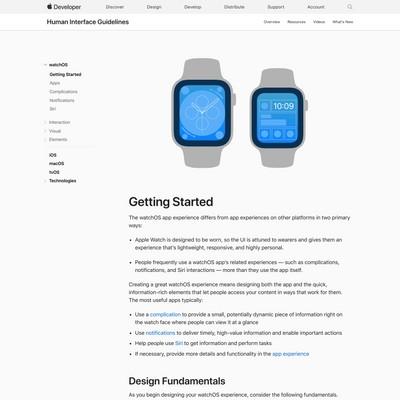 Developer
Discover
Design
Develop
Distribute
Support
Account
Human Interface Guidelines
Overview
Resources
Videos
What's New
watchOS
Getting Started
Apps
Complications
Notifications
Siri
Interaction
Visual
Elements
iOS
macOS
tvOS
Technologies
10:09
Getting Started
The watchOS app experience differs from app experiences on other platforms in two primary
ways:
• Apple Watch is designed to be worn, so the UI is attuned to wearers and gives them an
experience that's lightweight, responsive, and highly personal.
• People frequently use a watchOS app's related experiences — such as complications,
notifications, and Siri interactions — more than they use the app itself.
Creating a great watchOS experience means designing both the app and the quick,
information-rich elements that let people access your content in ways that work for them.
The most useful apps typically:
• Use a complication to provide a small, potentially dynamic piece of information right on
the watch face where people can view it at a glance
• Use notifications to deliver timely, high-value information and enable important actions
• Help people use Siri to get information and perform tasks
• If necessary, provide more details and functionality in the app experience
Design Fundamentals
As you begin designing your watchOS experience, consider the following fundamentals.